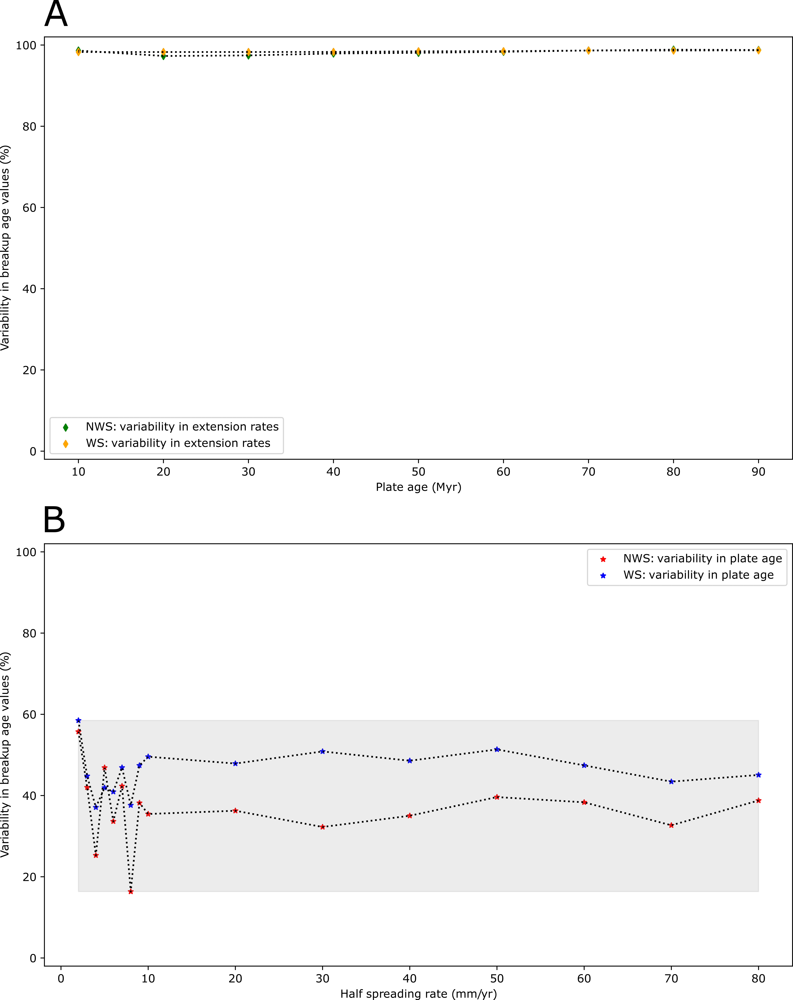 A
Variability in breakup age values (%)
100
80
60
40
20
0
NWS: variability in extension rates
WS: variability in extension rates
10 20 30 40 50 60 70 80 90
Plate age (Myr)
B
Variability in breakup age values (%)
100
80
60
40
20
0
NWS: variability in plate age
WS: variability in plate age
0 10 20 30 40 50 60 70 80
Half spreading rate (mm/yr)